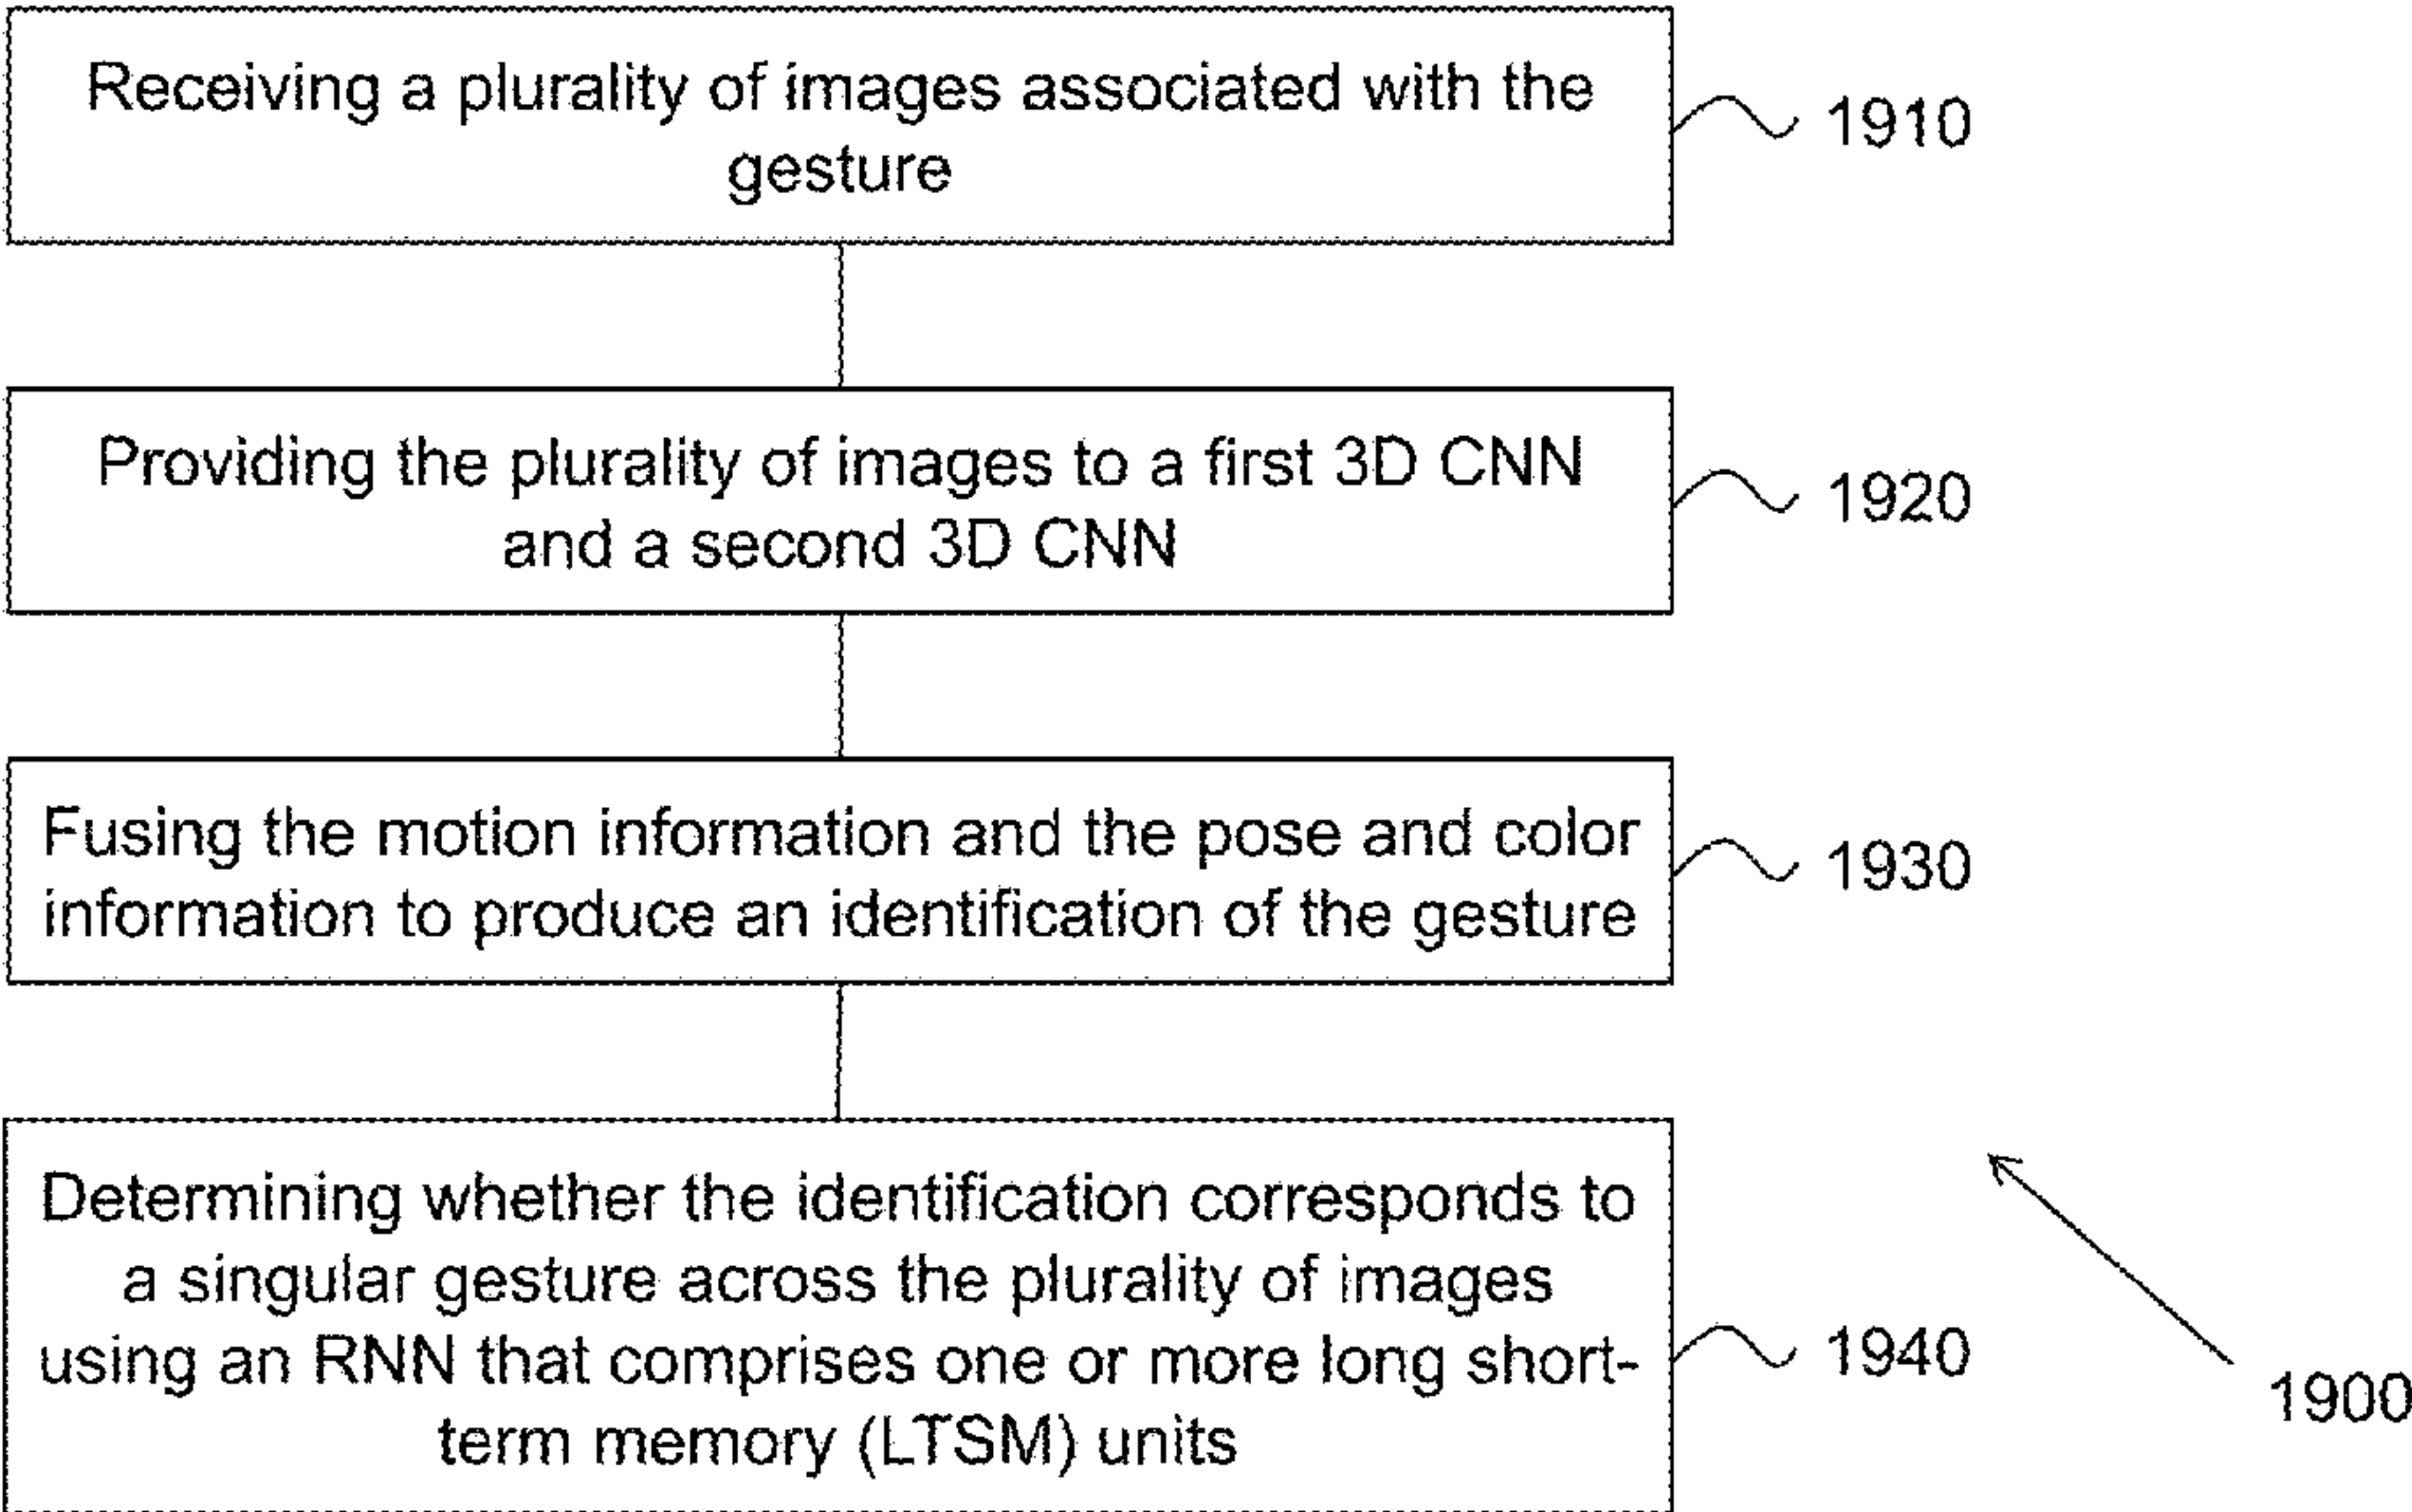 Receiving a plurality of images associated with the
gesture
1910
Providing the plurality of images to a first 3D CNN
and a second 3D CNN
1920
Fusing the motion information and the pose and color
information to produce an identification of the gesture
1930
Determining whether the identification corresponds to
a singular gesture across the plurality of images
using an RNN that comprises one or more long short-
term memory (LTSM) units
1940
1900